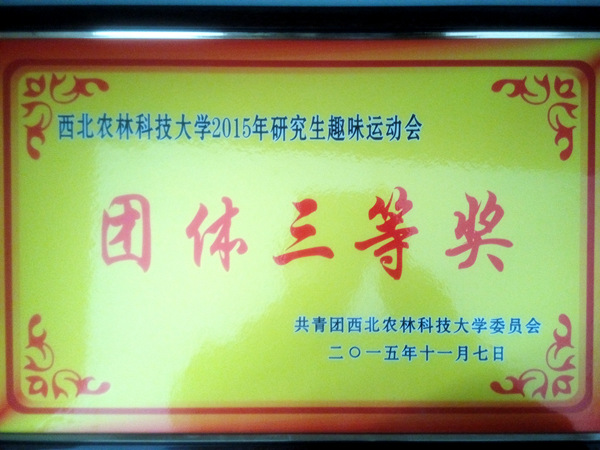 西北农林科技大学2015年研究生趣味运动会
团体三等奖
共青团西北农林科技大学委员会
二〇一五年十一月七日